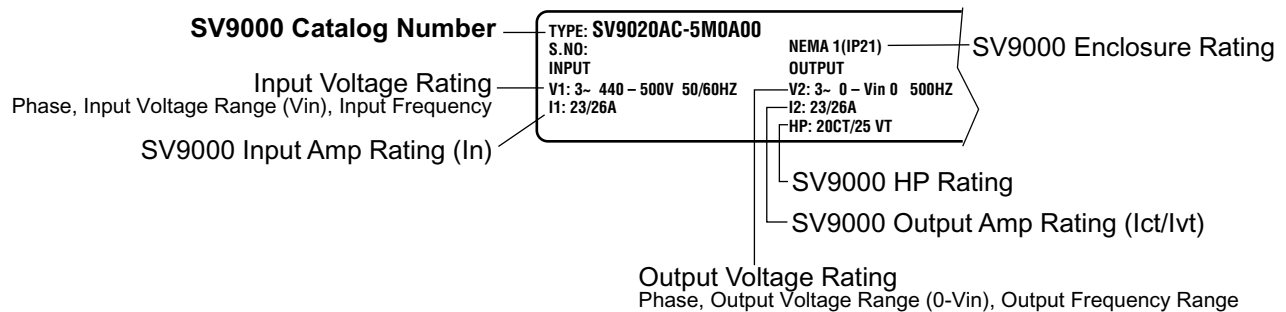 SV9000 Catalog Number
TYPE: SV9020AC-5M0A00
S.NO:
NEMA 1(IP21)
SV9000 Enclosure Rating
INPUT
OUTPUT
Input Voltage Rating
Phase, Input Voltage Range (Vin), Input Frequency
V1: 3~ 440 – 500V 50/60HZ
V2: 3~ 0 – Vin 0 500HZ
I1: 23/26A
I2: 23/26A
HP: 20CT/25 VT
SV9000 Input Amp Rating (In)
SV9000 HP Rating
SV9000 Output Amp Rating (Ict/Ivt)
Output Voltage Rating
Phase, Output Voltage Range (0-Vin), Output Frequency Range